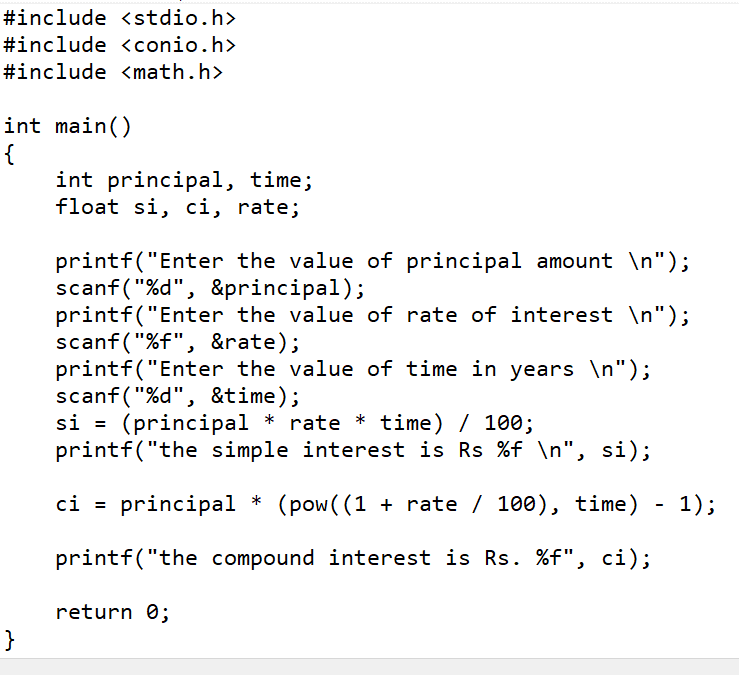 #include <stdio.h>
#include <conio.h>
#include <math.h>

int main()
{
    int principal, time;
    float si, ci, rate;

    printf("Enter the value of principal amount \n");
    scanf("%d", &principal);
    printf("Enter the value of rate of interest \n");
    scanf("%f", &rate);
    printf("Enter the value of time in years \n");
    scanf("%d", &time);
    si = (principal * rate * time) / 100;
    printf("the simple interest is Rs %f \n", si);

    ci = principal * (pow((1 + rate / 100), time) - 1);

    printf("the compound interest is Rs. %f", ci);

    return 0;
}